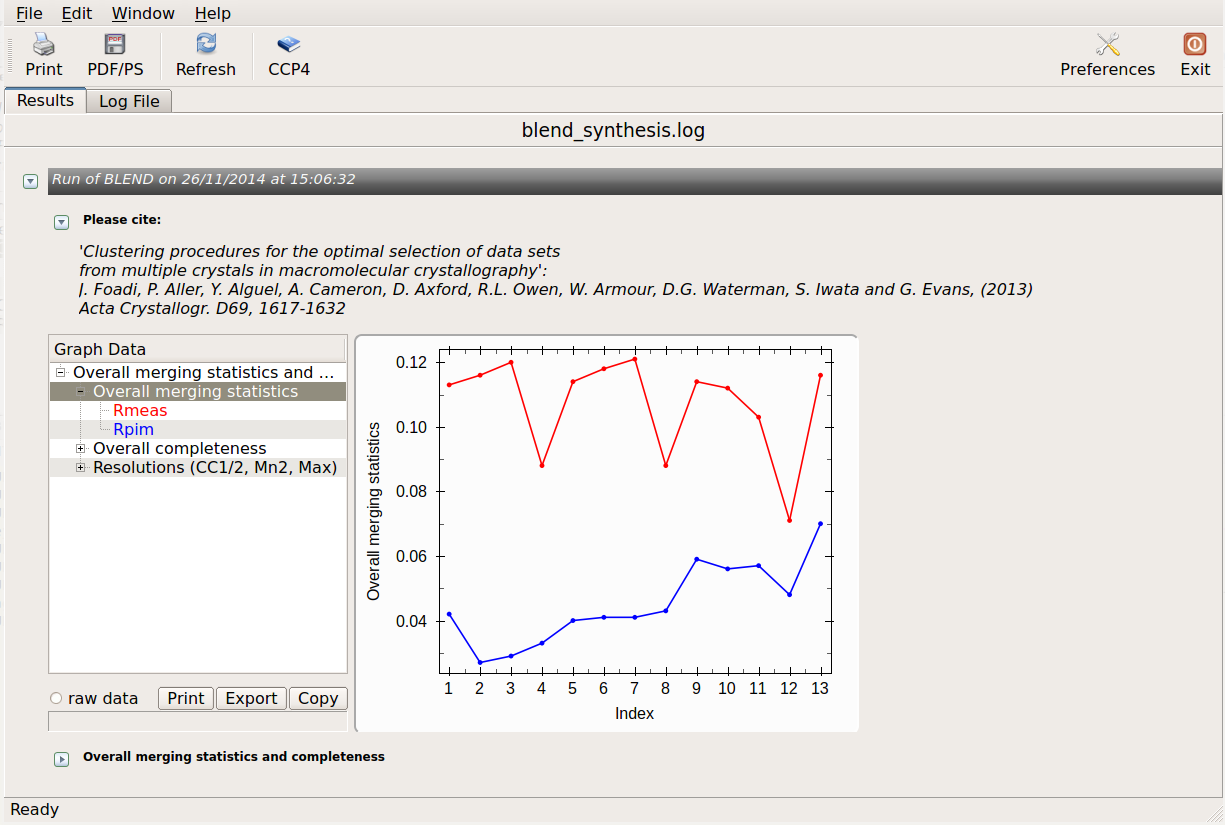 File Edit Window Help
Print PDF/PS Refresh CCP4 Preferences Exit
Results Log File
blend_synthesis.log
Run of BLEND on 26/11/2014 at 15:06:32
Please cite:
'Clustering procedures for the optimal selection of data sets
from multiple crystals in macromolecular crystallography':
J. Foadi, P. Aller, Y. Alguel, A. Cameron, D. Axford, R.L. Owen, W. Armour, D.G. Waterman, S. Iwata and G. Evans, (2013)
Acta Crystallogr. D69, 1617-1632
Graph Data
Overall merging statistics and ...
Overall merging statistics
Rmeas
Rpim
Overall completeness
Resolutions (CC1/2, Mn2, Max)
raw data Print Export Copy
Overall merging statistics
0.12
0.10
0.08
0.06
0.04
1 2 3 4 5 6 7 8 9 10 11 12 13
Index
Overall merging statistics and completeness
Ready